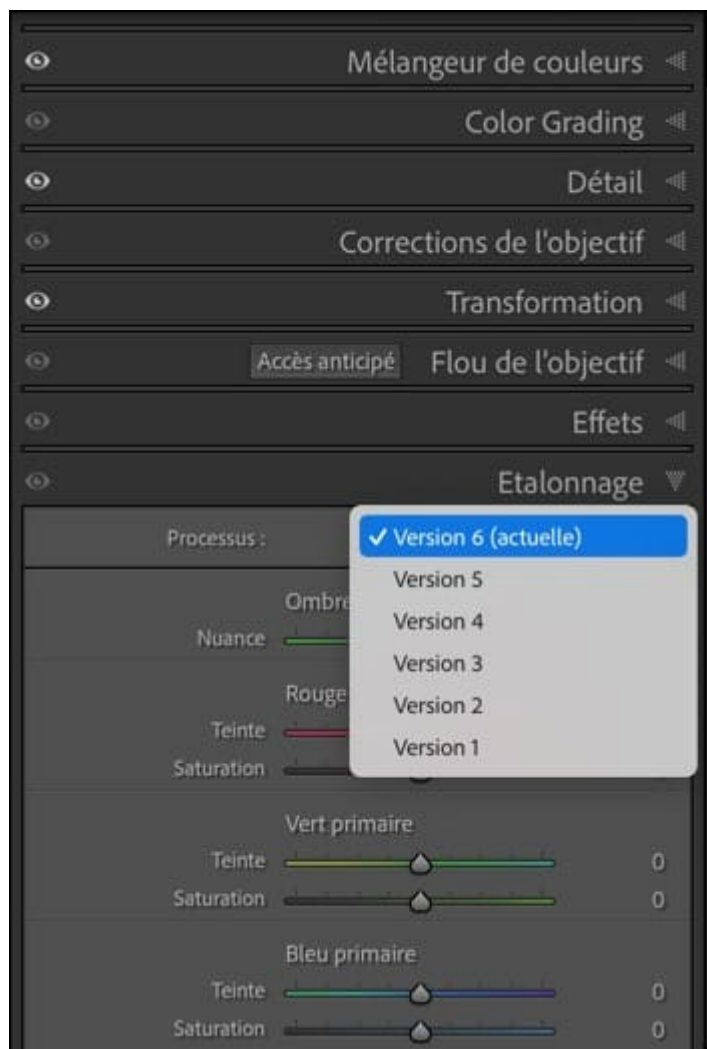 Mélangeur de couleurs
Color Grading
Détail
Corrections de l'objectif
Transformation
Accès anticipé Flou de l'objectif
Effets
Etalonnage
Processus : ✓ Version 6 (actuelle)
Version 5
Version 4
Version 3
Version 2
Version 1
Ombre
Nuance
Rouge
Teinte
Saturation
Vert primaire
Teinte 0
Saturation 0
Bleu primaire
Teinte 0
Saturation 0